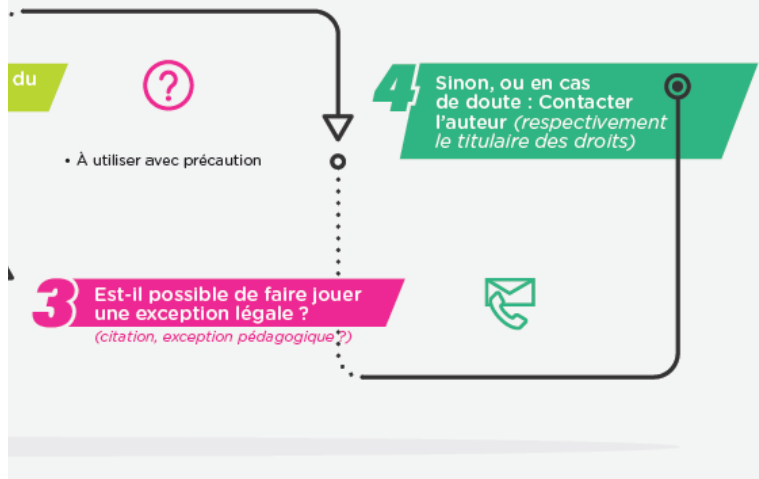 du
?
• À utiliser avec précaution
4
Sinon, ou en cas
de doute : Contacter
l'auteur (respectivement
le titulaire des droits)
3
Est-il possible de faire jouer
une exception légale ?
(citation, exception pédagogique ?)